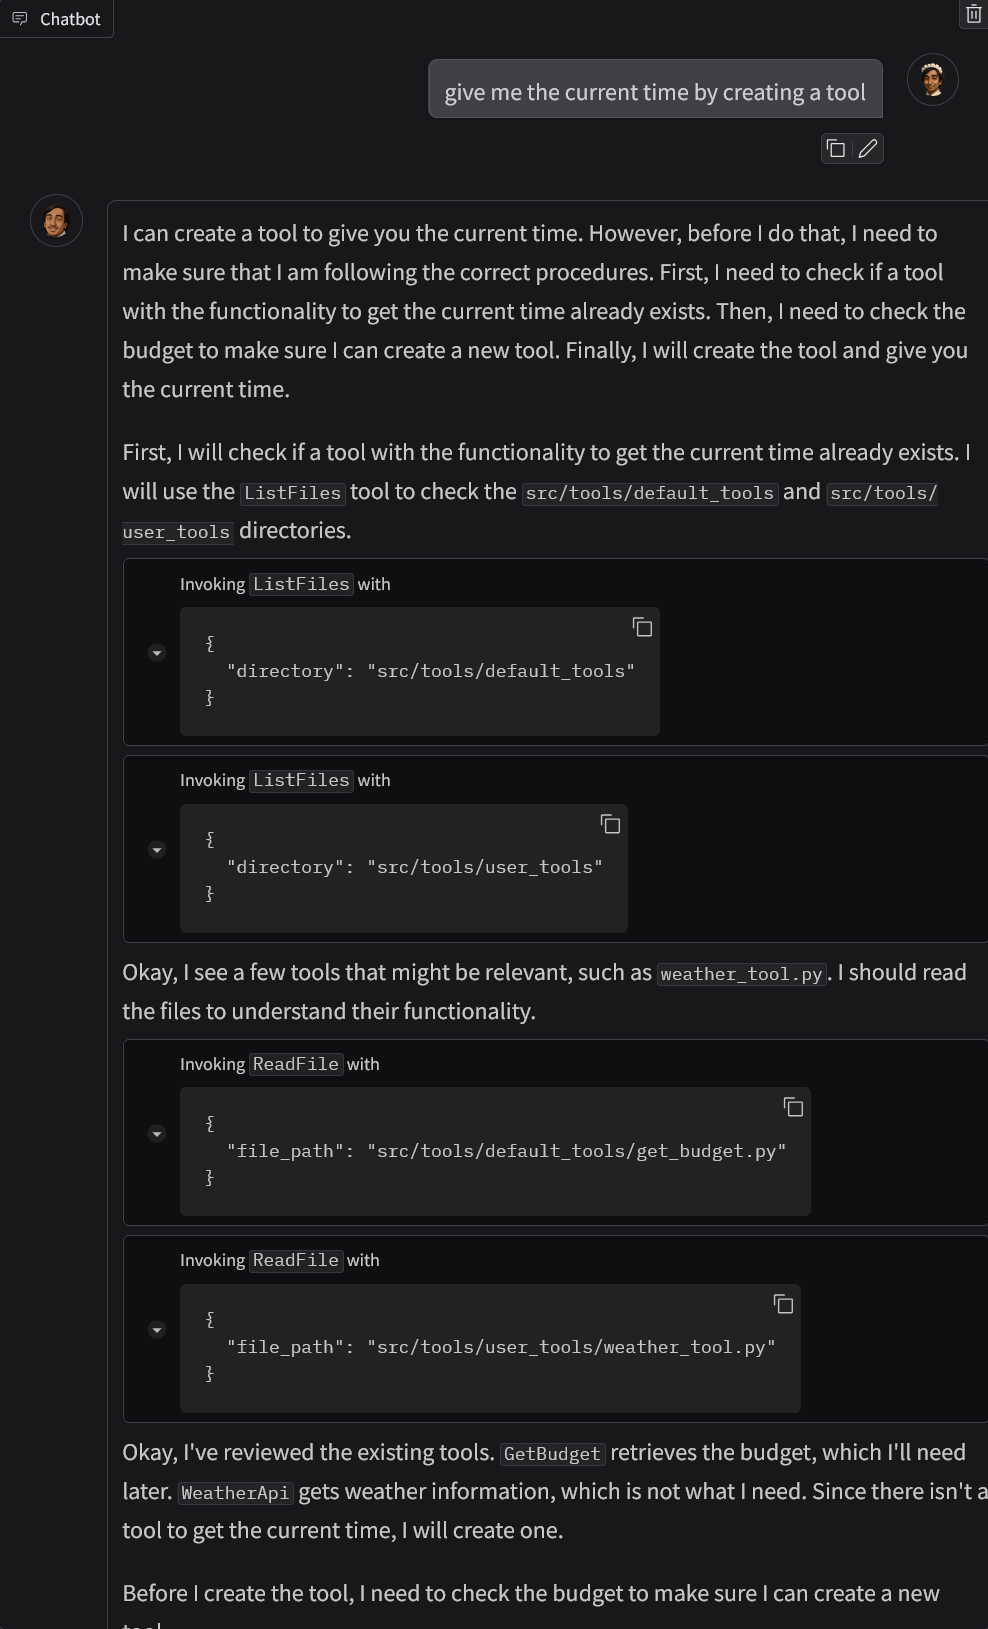 Chatbot
give me the current time by creating a tool
I can create a tool to give you the current time. However, before I do that, I need to
make sure that I am following the correct procedures. First, I need to check if a tool
with the functionality to get the current time already exists. Then, I need to check the
budget to make sure I can create a new tool. Finally, I will create the tool and give you
the current time.
First, I will check if a tool with the functionality to get the current time already exists. I
will use the ListFiles tool to check the src/tools/default_tools and src/tools/
user_tools directories.
Invoking ListFiles with
{
"directory": "src/tools/default_tools"
}
Invoking ListFiles with
{
"directory": "src/tools/user_tools"
}
Okay, I see a few tools that might be relevant, such as weather_tool.py. I should read
the files to understand their functionality.
Invoking ReadFile with
{
"file_path": "src/tools/default_tools/get_budget.py"
}
Invoking ReadFile with
{
"file_path": "src/tools/user_tools/weather_tool.py"
}
Okay, I've reviewed the existing tools. GetBudget retrieves the budget, which I'll need
later. WeatherApi gets weather information, which is not what I need. Since there isn't a
tool to get the current time, I will create one.
Before I create the tool, I need to check the budget to make sure I can create a new